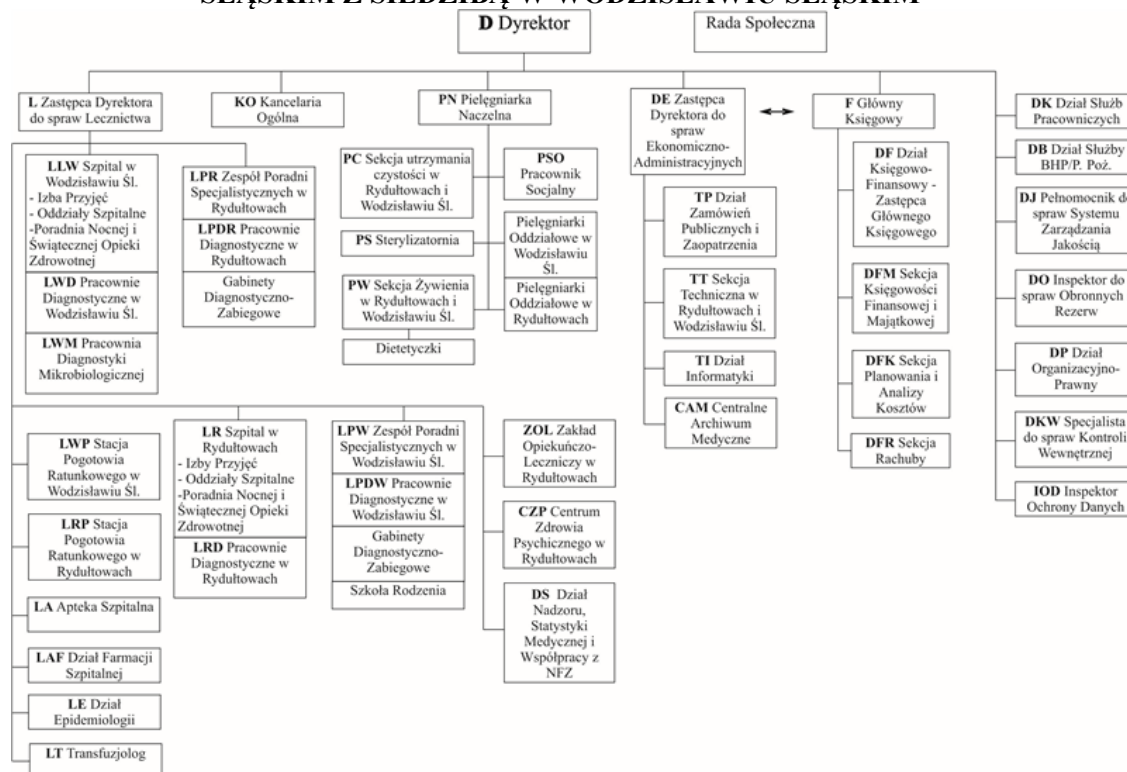 ŚLĄSKIM Z SIEDZIBĄ W WODZISŁAWIU ŚLĄSKIM
D Dyrektor
Rada Społeczna
L Zastępca Dyrektora
do spraw Lecznictwa
KO Kancelaria
Ogólna
PN Pielęgniarka
Naczelna
DE Zastępca
Dyrektora do
spraw
Ekonomiczno-
Administracyjnych
F Główny
Księgowy
LLW Szpital w
Wodzisławiu Śl.
- Izba Przyjęć
- Oddziały Szpitalne
-Poradnia Nocnej i
Świątecznej Opieki
Zdrowotnej
LWD Pracownie
Diagnostyczne w
Wodzisławiu Śl.
LWM Pracownia
Diagnostyki
Mikrobiologicznej
LPR Zespół Poradni
Specjalistycznych w
Rydułtowach
LPDR Pracownie
Diagnostyczne w
Rydułtowach
Gabinety
Diagnostyczno-
Zabiegowe
PC Sekcja utrzymania
czystości w
Rydułtowach i
Wodzisławiu Śl.
PS Sterylizatornia
PW Sekcja Żywienia
w Rydułtowach i
Wodzisławiu Śl.
Dietetyczki
PSO
Pracownik
Socjalny
Pielęgniarki
Oddziałowe w
Wodzisławiu
Śl.
Pielęgniarki
Oddziałowe w
Rydułtowach
TP Dział
Zamówień
Publicznych i
Zaopatrzenia
TT Sekcja
Techniczna w
Rydułtowach i
Wodzisławiu Śl.
TI Dział
Informatyki
CAM Centralne
Archiwum
Medyczne
DF Dział
Księgowo-
Finansowy -
Zastępca
Głównego
Księgowego
DFM Sekcja
Księgowości
Finansowej i
Majątkowej
DFK Sekcja
Planowania i
Analizy
Kosztów
DFR Sekcja
Rachuby
DK Dział Służb
Pracowniczych
DB Dział Służby
BHP/P. Poż.
DJ Pełnomocnik do
spraw Systemu
Zarządzania
Jakością
DO Inspektor do
spraw Obronnych i
Rezerw
DP Dział
Organizacyjno-
Prawny
DKW Specjalista
do spraw Kontroli
Wewnętrznej
IOD Inspektor
Ochrony Danych
LWP Stacja
Pogotowia
Ratunkowego w
Wodzisławiu Śl.
LRP Stacja
Pogotowia
Ratunkowego w
Rydułtowach
LA Apteka Szpitalna
LAF Dział Farmacji
Szpitalnej
LE Dział
Epidemiologii
LT Transfuzjolog
LR Szpital w
Rydułtowach
- Izby Przyjęć
- Oddziały Szpitalne
-Poradnia Nocnej i
Świątecznej Opieki
Zdrowotnej
LRD Pracownie
Diagnostyczne w
Rydułtowach
LPW Zespół Poradni
Specjalistycznych w
Wodzisławiu Śl.
LPDW Pracownie
Diagnostyczne w
Wodzisławiu Śl.
Gabinety
Diagnostyczno-
Zabiegowe
Szkoła Rodzenia
ZOL Zakład
Opiekuńczo-
Leczniczy w
Rydułtowach
CZP Centrum
Zdrowia
Psychicznego w
Rydułtowach
DS Dział
Nadzoru,
Statystyki
Medycznej i
Współpracy z
NFZ